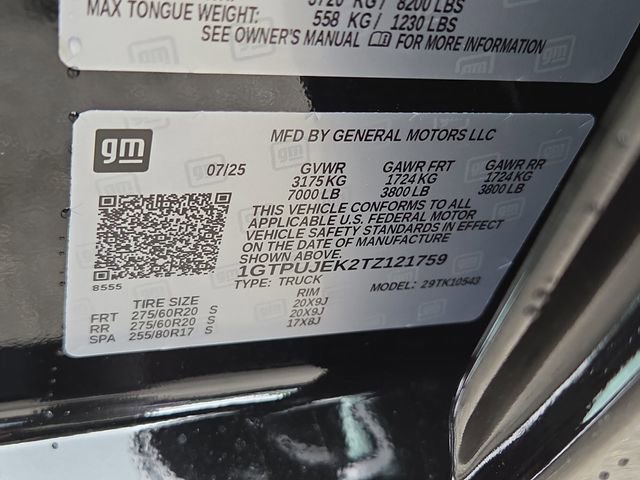 3720 KG / 8200 LBS
MAX TONGUE WEIGHT: 558 KG / 1230 LBS
SEE OWNER'S MANUAL FOR MORE INFORMATION
gm
MFD BY GENERAL MOTORS LLC
07/25 GVWR GAWR FRT GAWR RR
3175 KG 1724 KG 1724 KG
7000 LB 3800 LB 3800 LB
THIS VEHICLE CONFORMS TO ALL
APPLICABLE U.S. FEDERAL MOTOR
VEHICLE SAFETY STANDARDS IN EFFECT
ON THE DATE OF MANUFACTURE SHOWN ABOVE.
1GTPUJEK2TZ121759
8555
TYPE: TRUCK MODEL: 29TK10543
TIRE SIZE RIM
FRT 275/60R20 S 20X9J
RR 275/60R20 S 20X9J
SPA 255/80R17 S 17X8J